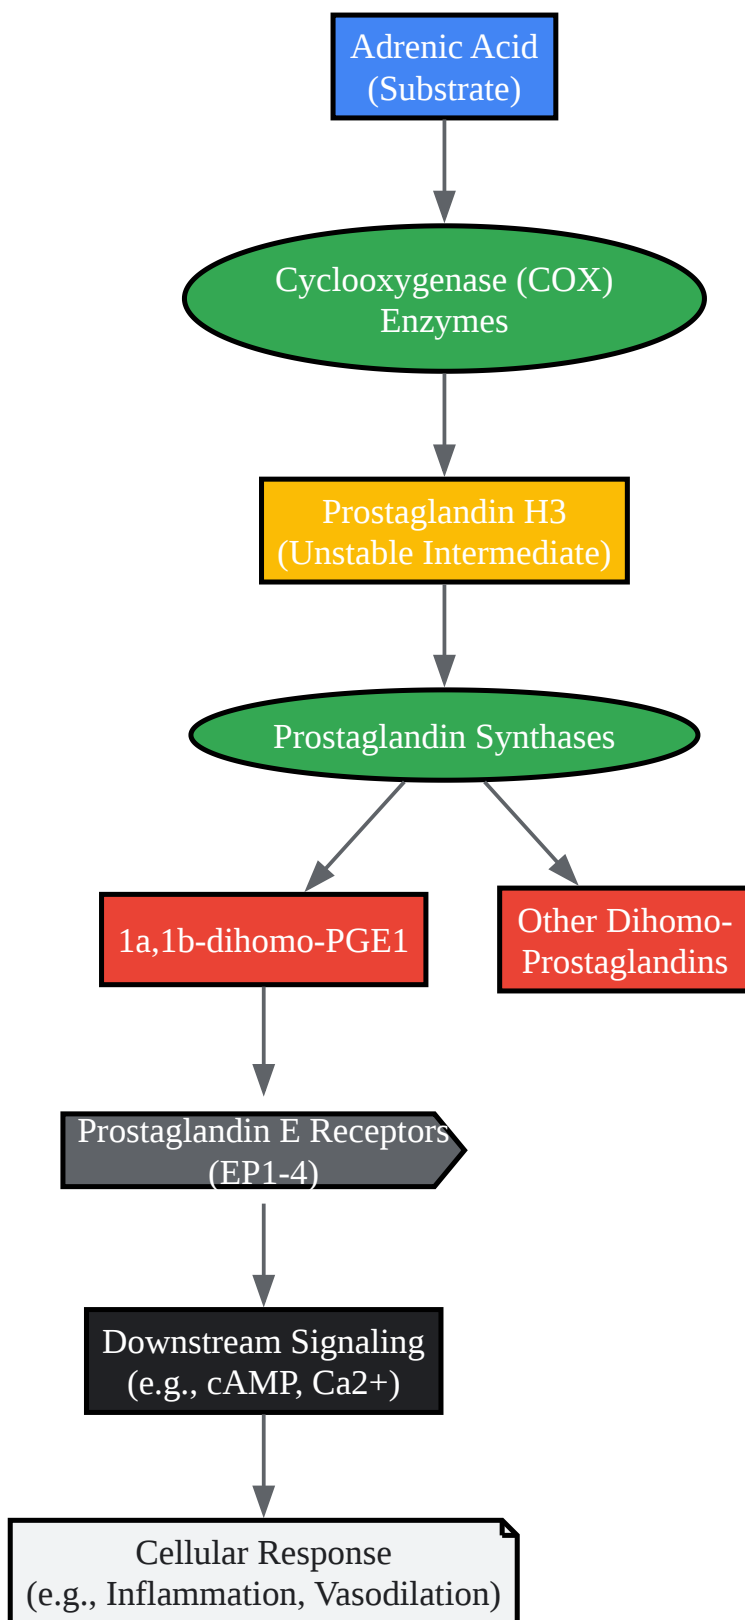 Adrenic Acid
(Substrate)
Cyclooxygenase (COX)
Enzymes
Prostaglandin H3
(Unstable Intermediate)
Prostaglandin Synthases
1a,1b-dihomo-PGE1
Other Dihomo-
Prostaglandins
Prostaglandin E Receptors
(EP1-4)
Downstream Signaling
(e.g., cAMP, Ca2+)
Cellular Response
(e.g., Inflammation, Vasodilation)